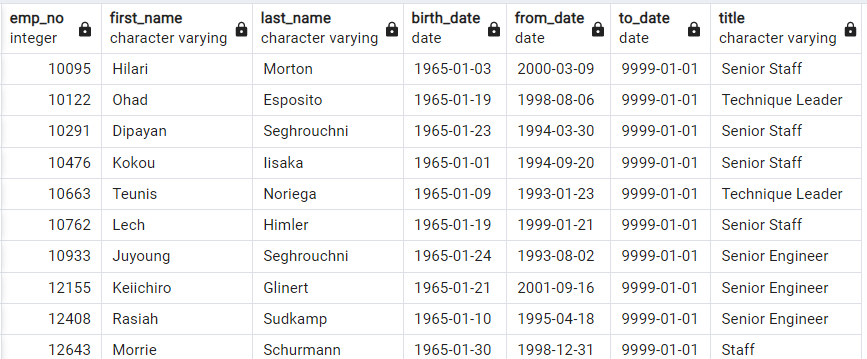 emp_no first_name last_name birth_date from_date to_date title
integer character varying character varying date date date character varying
10095 Hilari Morton 1965-01-03 2000-03-09 9999-01-01 Senior Staff
10122 Ohad Esposito 1965-01-19 1998-08-06 9999-01-01 Technique Leader
10291 Dipayan Seghrouchni 1965-01-23 1994-03-30 9999-01-01 Senior Staff
10476 Kokou Iisaka 1965-01-01 1994-09-20 9999-01-01 Senior Staff
10663 Teunis Noriega 1965-01-09 1993-01-23 9999-01-01 Technique Leader
10762 Lech Himler 1965-01-19 1999-01-21 9999-01-01 Senior Staff
10933 Juyoung Seghrouchni 1965-01-24 1993-08-02 9999-01-01 Senior Engineer
12155 Keiichiro Glinert 1965-01-21 2001-09-16 9999-01-01 Senior Engineer
12408 Rasiah Sudkamp 1965-01-10 1995-04-18 9999-01-01 Senior Engineer
12643 Morrie Schurmann 1965-01-30 1998-12-31 9999-01-01 Staff